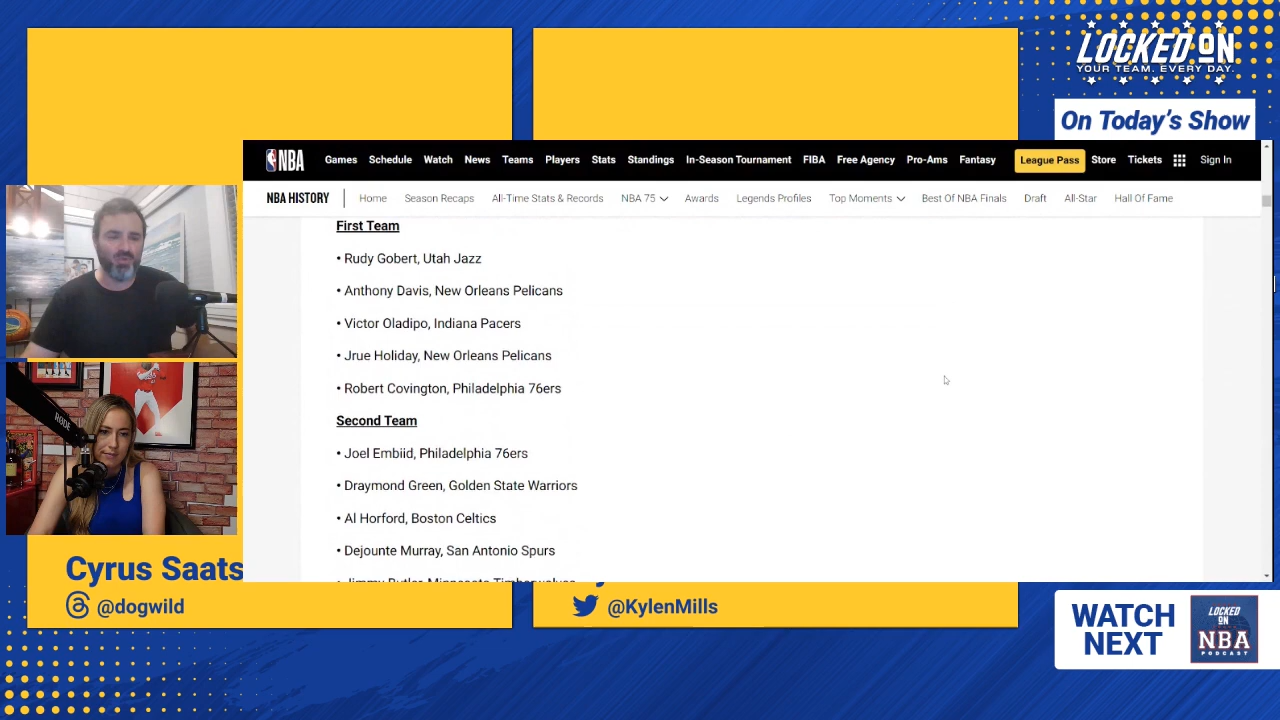 LOCKED ON
YOUR TEAM. EVERY DAY.
On Today's Show
NBA
Games Schedule Watch News Teams Players Stats Standings In-Season Tournament FIBA Free Agency Pro-Ams Fantasy League Pass Store Tickets Sign In
NBA HISTORY Home Season Recaps All-Time Stats & Records NBA 75 Awards Legends Profiles Top Moments Best Of NBA Finals Draft All-Star Hall Of Fame
First Team
• Rudy Gobert, Utah Jazz
• Anthony Davis, New Orleans Pelicans
• Victor Oladipo, Indiana Pacers
• Jrue Holiday, New Orleans Pelicans
• Robert Covington, Philadelphia 76ers
Second Team
• Joel Embiid, Philadelphia 76ers
• Draymond Green, Golden State Warriors
• Al Horford, Boston Celtics
• Dejounte Murray, San Antonio Spurs
• Jimmy Butler, Minnesota Timberwolves
RODE
Cyrus Saats
@dogwild
@KylenMills
WATCH
NEXT
LOCKED
ON
NBA
PODCAST